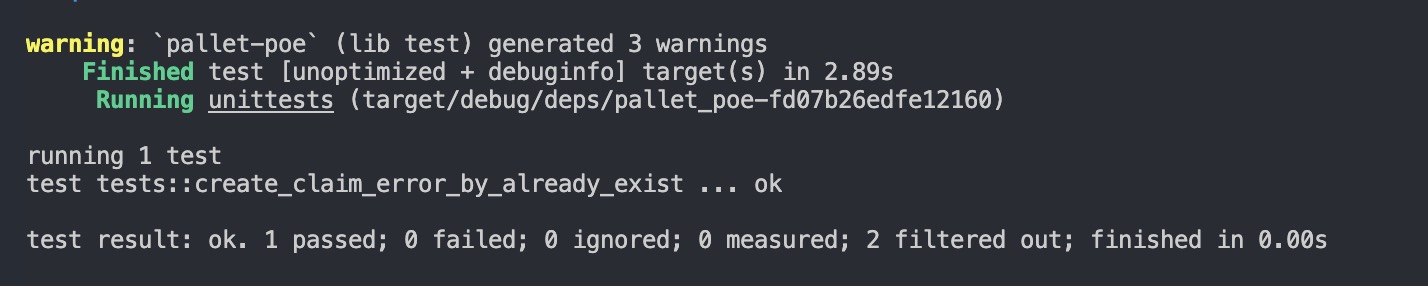 warning: `pallet-poe` (lib test) generated 3 warnings
Finished test [unoptimized + debuginfo] target(s) in 2.89s
Running unittests (target/debug/deps/pallet_poe-fd07b26edfe12160)
running 1 test
test tests::create_claim_error_by_already_exist ... ok
test result: ok. 1 passed; 0 failed; 0 ignored; 0 measured; 2 filtered out; finished in 0.00s